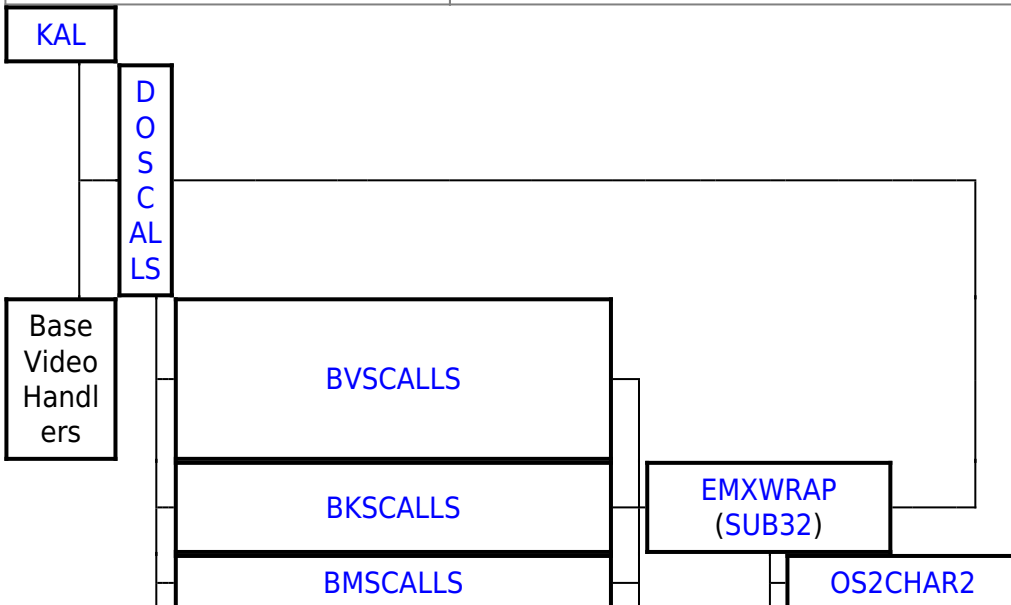 KAL
D
O
S
C
AL
LS
Base
Video
Handl
ers
BVSCALLS
BKSCALLS
EMXWRAP
(SUB32)
BMSCALLS
OS2CHAR2